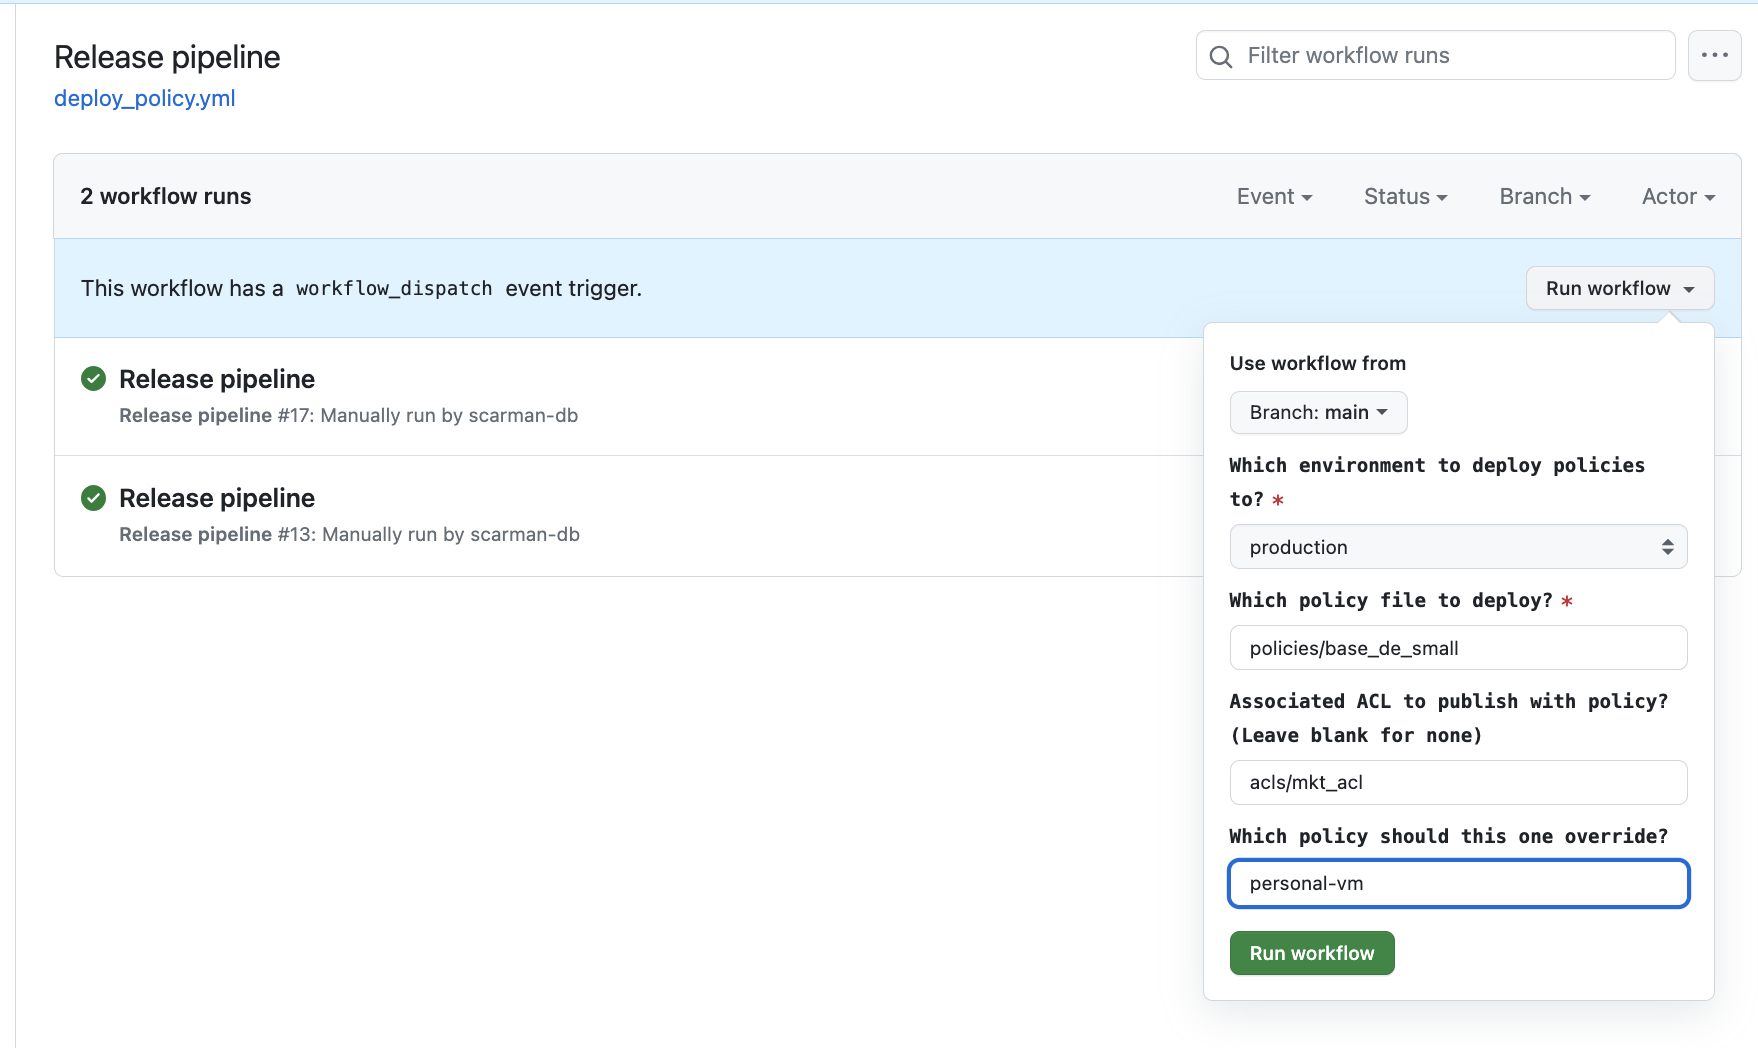 Release pipeline
Filter workflow runs
deploy_policy.yml
2 workflow runs
Event
Status
Branch
Actor
This workflow has a workflow_dispatch event trigger.
Run workflow
Release pipeline
Release pipeline #17: Manually run by scarman-db
Release pipeline
Release pipeline #13: Manually run by scarman-db
Use workflow from
Branch: main
Which environment to deploy policies
to? *
production
Which policy file to deploy? *
policies/base_de_small
Associated ACL to publish with policy?
(Leave blank for none)
acls/mkt_acl
Which policy should this one override?
personal-vm
Run workflow